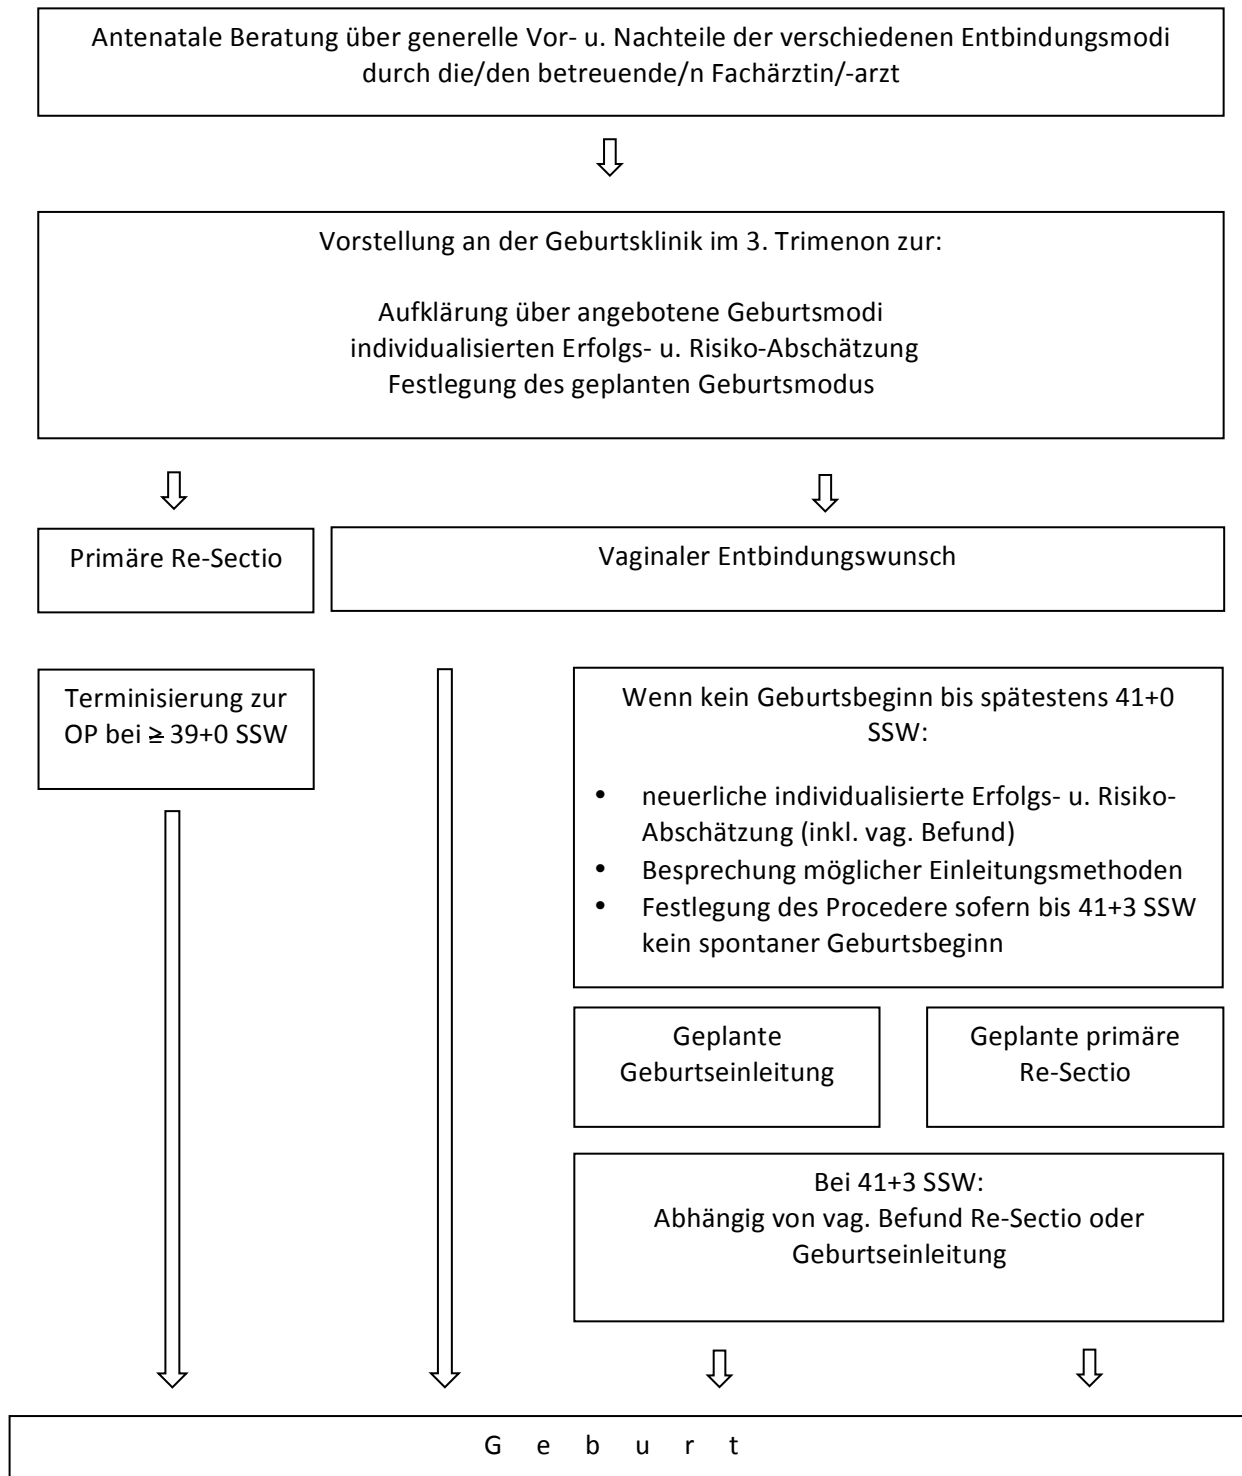 Antenatale Beratung über generelle Vor- u. Nachteile der verschiedenen Entbindungsmodi
durch die/den betreuende/n Fachärztin/-arzt
Vorstellung an der Geburtsklinik im 3. Trimenon zur:
Aufklärung über angebotene Geburtsmodi
individualisierten Erfolgs- u. Risiko-Abschätzung
Festlegung des geplanten Geburtsmodus
Primäre Re-Sectio
Vaginaler Entbindungswunsch
Terminisierung zur
OP bei ≥ 39+0 SSW
Wenn kein Geburtsbeginn bis spätestens 41+0
SSW:
• neuerliche individualisierte Erfolgs- u. Risiko-
Abschätzung (inkl. vag. Befund)
• Besprechung möglicher Einleitungsmethoden
• Festlegung des Procedere sofern bis 41+3 SSW
kein spontaner Geburtsbeginn
Geplante
Geburtseinleitung
Geplante primäre
Re-Sectio
Bei 41+3 SSW:
Abhängig von vag. Befund Re-Sectio oder
Geburtseinleitung
G e b u r t